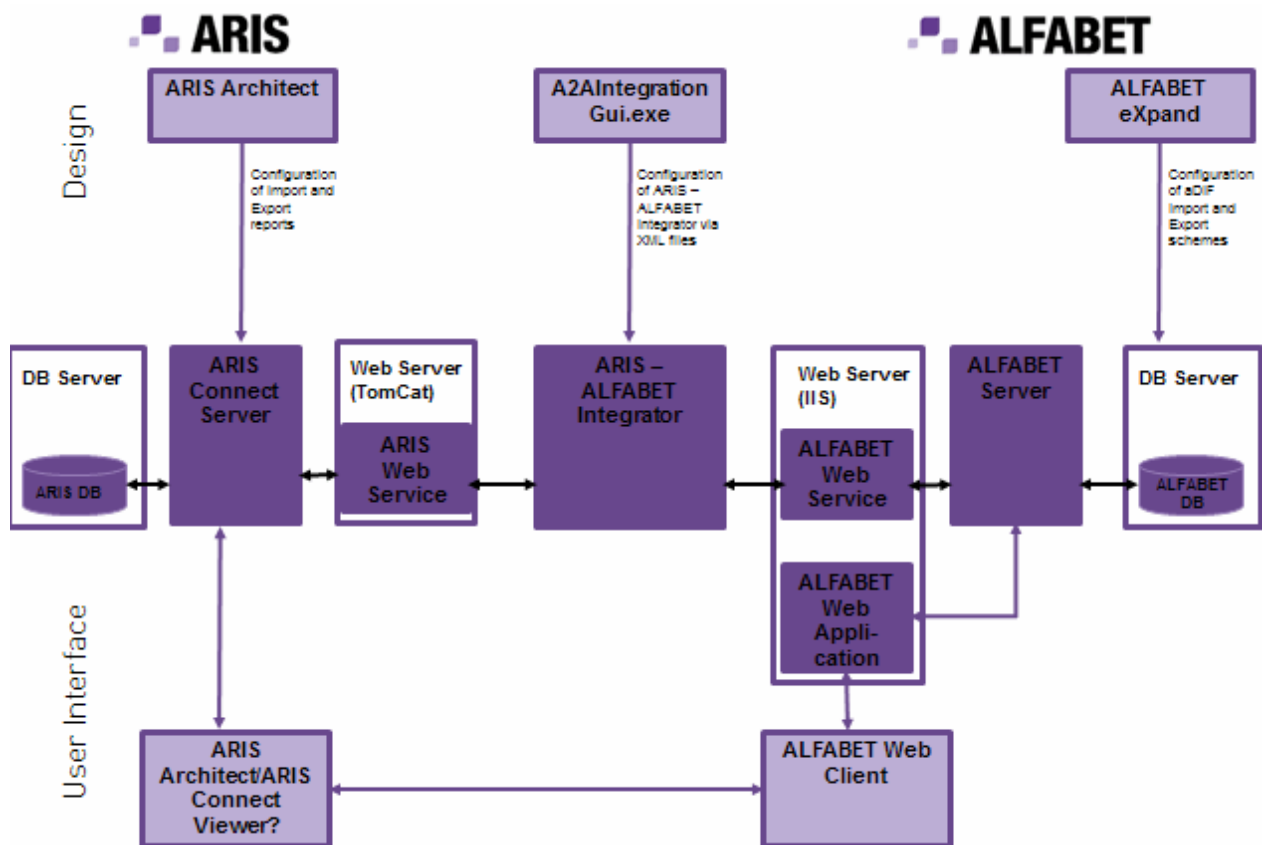 ARIS
ALFABET
Design
ARIS Architect
A2AIntegration
Gui.exe
ALFABET
eXpand
Configuration
of Import and
Export
reports
Configuration
of ARIS –
ALFABET
Integrator via
XML files
Configuration
of aDIF
Import and
Export
schemes
DB Server
ARIS DB
ARIS
Connect
Server
Web Server
(TomCat)
ARIS
Web
Service
ARIS –
ALFABET
Integrator
Web Server
(IIS)
ALFABET
Web
Service
ALFABET
Web
Appli-
cation
ALFABET
Server
DB Server
ALFABET
DB
User Interface
ARIS
Architect/ARIS
Connect
Viewer?
ALFABET Web
Client